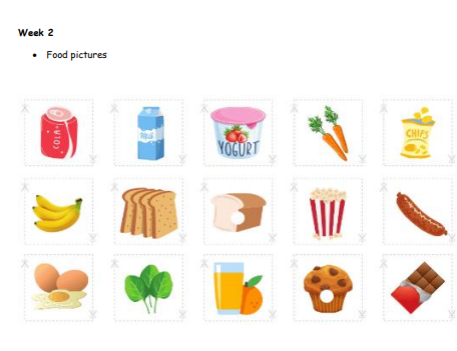 Week 2
• Food pictures
COLA
MILK
YOGURT
CHIPS